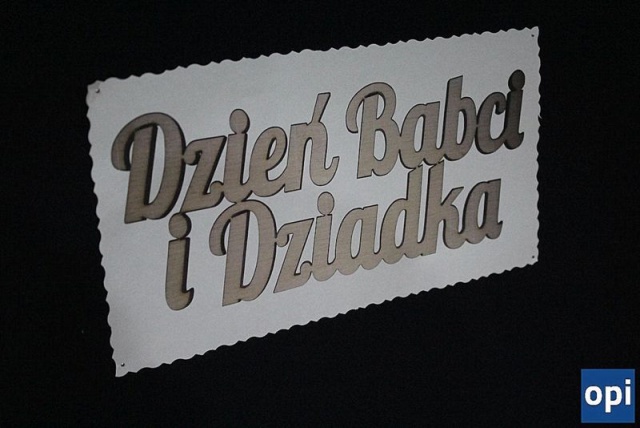 Dzień Babci
i Dziadka
opi